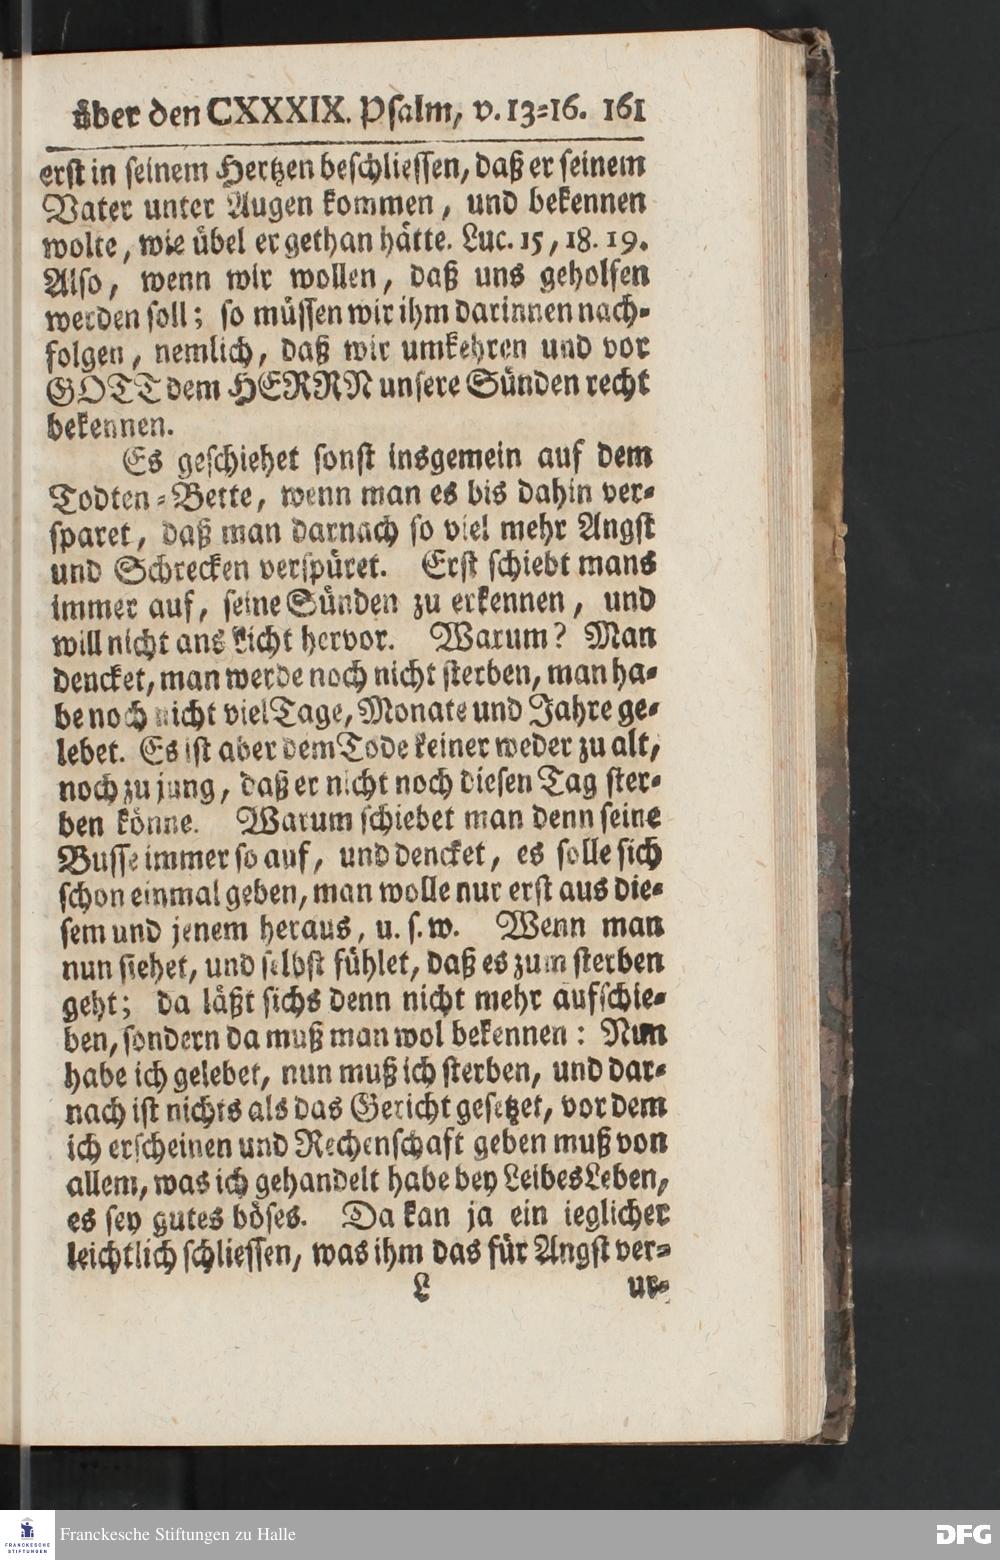 über den CXXXIX. Psalm, v. 13-16. 161
erst in seinem Hertzen beschliessen, daß er seinem
Vater unter Augen kommen, und bekennen
wolte, wie übel er gethan hätte. Luc. 15, 18. 19.
Also, wenn wir wollen, daß uns geholfen
werden soll; so müssen wir ihm darinnen nach-
folgen, nemlich, daß wir umkehren und vor
GOTT dem HERRN unsere Sünden recht
bekennen.
Es geschiehet sonst insgemein auf dem
Todten-Bette, wenn man es bis dahin ver-
sparet, daß man darnach so viel mehr Angst
und Schrecken verspüret. Erst schiebt mans
immer auf, seine Sünden zu erkennen, und
will nicht ans Licht hervor. Warum? Man
dencket, man werde noch nicht sterben, man ha-
be noch nicht viel Tage, Monate und Jahre ge-
lebet. Es ist aber dem Tode keiner weder zu alt,
noch zu jung, daß er nicht noch diesen Tag ster-
ben könne. Warum schiebet man denn seine
Busse immer so auf, und dencket, es solle sich
schon einmal geben, man wolle nur erst aus die-
sem und jenem heraus, u. s. w. Wenn man
nun siehet, und selbst fühlet, daß es zum sterben
geht; da läßt sichs denn nicht mehr aufschie-
ben, sondern da muß man wol bekennen: Nun
habe ich gelebet, nun muß ich sterben, und dar-
nach ist nichts als das Gericht gesetzet, vor dem
ich erscheinen und Rechenschaft geben muß von
allem, was ich gehandelt habe bey Leibes Leben,
es sey gutes böses. Da kan ja ein ieglicher
leichtlich schliessen, was ihm das für Angst ver-
L ur-
FRANCKESCHE
STIFTUNGEN
Franckesche Stiftungen zu Halle
DFG